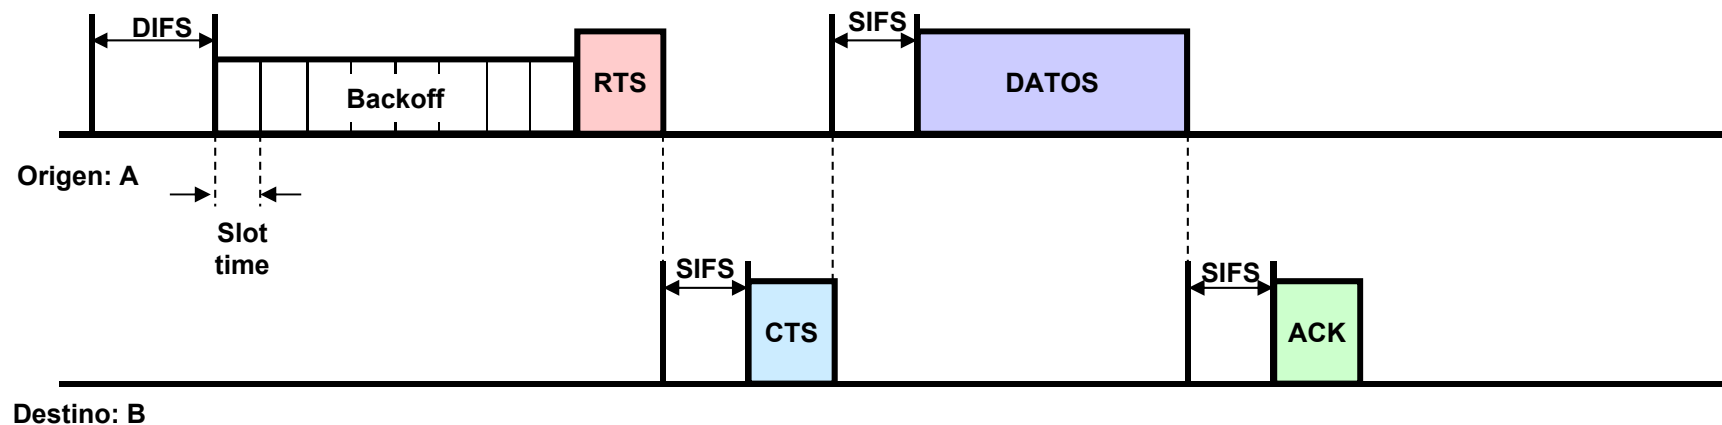 DIFS
SIFS
Backoff
RTS
DATOS
Origen: A
Slot
time
SIFS
SIFS
CTS
ACK
Destino: B